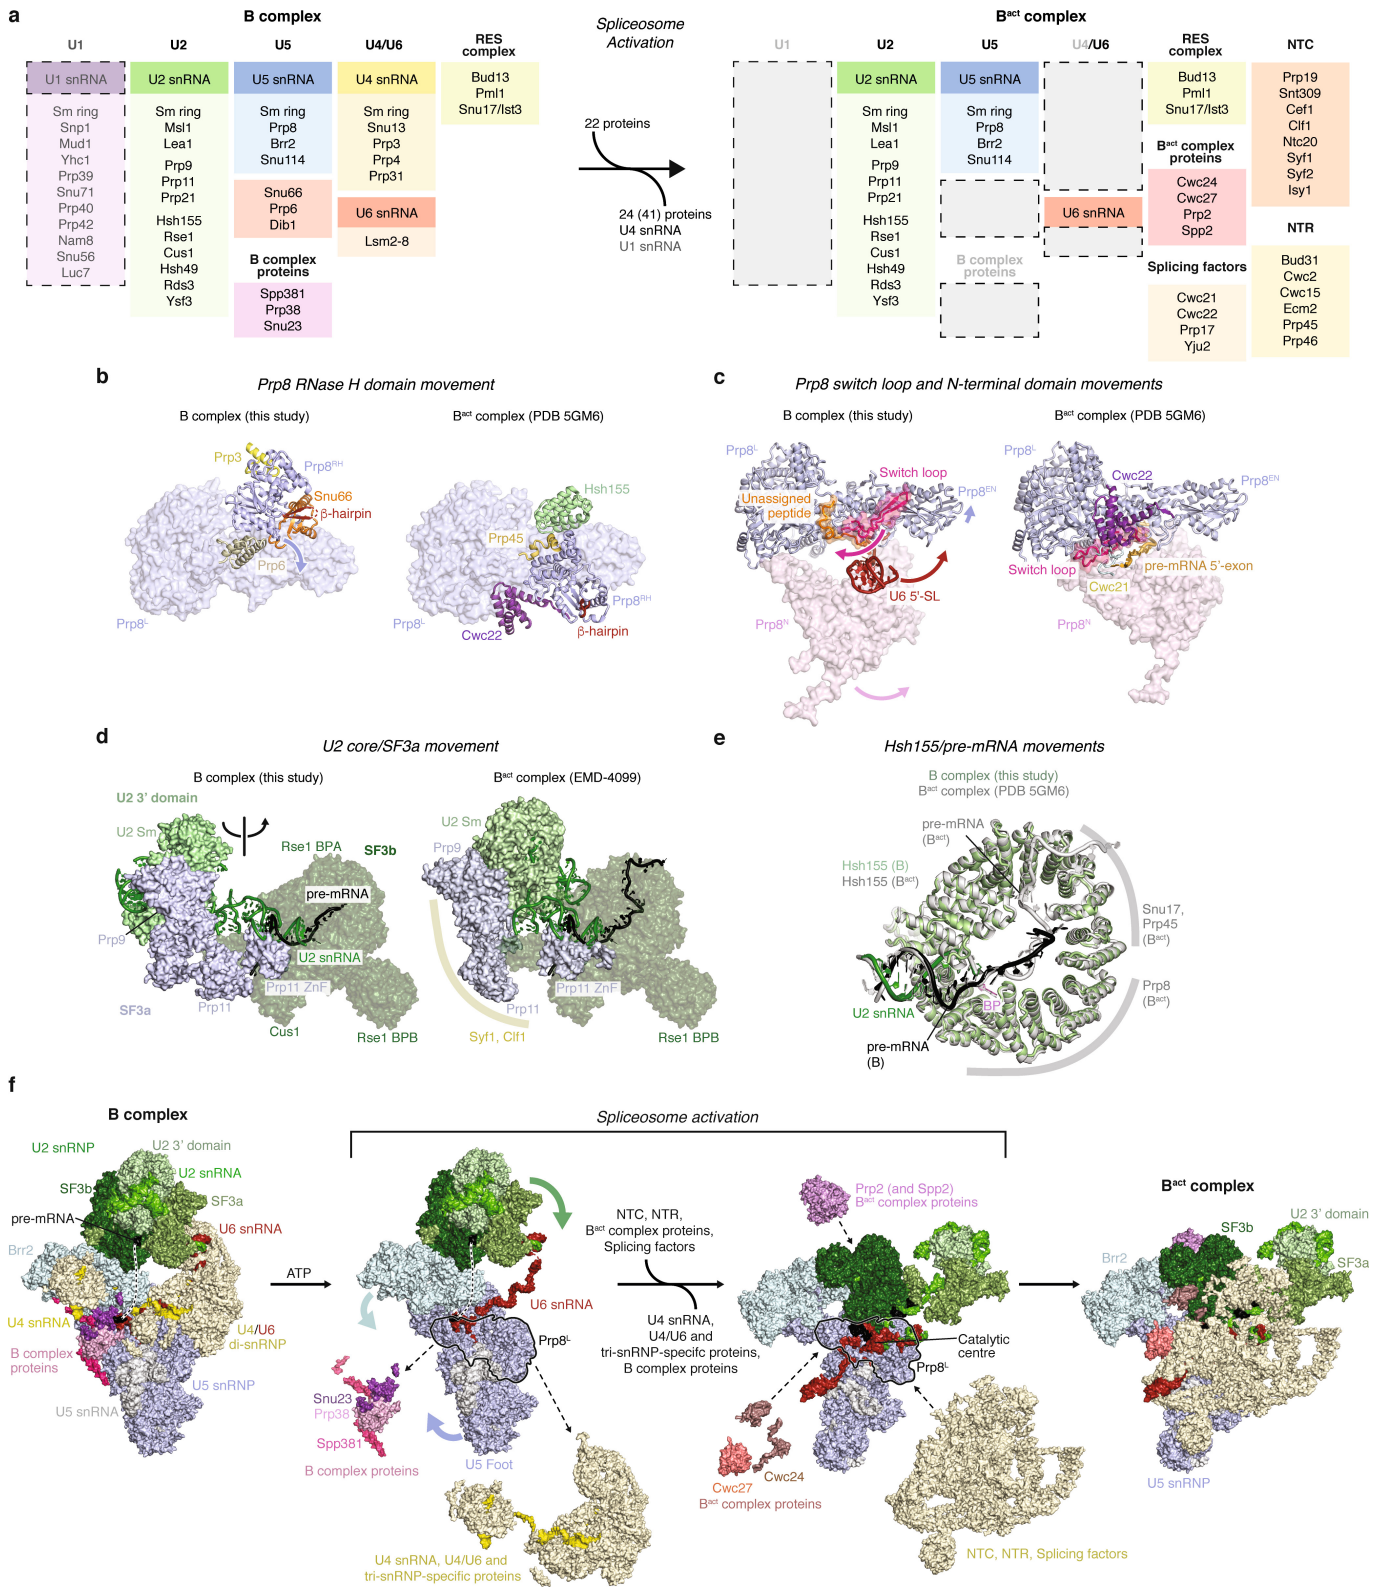 a
B complex
Spliceosome
Activation
Bact complex
U1
U2
U5
U4/U6
RES
complex
U1 snRNA
Sm ring
Snp1
Mud1
Yhc1
Prp39
Snu71
Prp40
Prp42
Nam8
Snu56
Luc7
U2 snRNA
Sm ring
Msl1
Lea1
Prp9
Prp11
Prp21
Hsh155
Rse1
Cus1
Hsh49
Rds3
Ysf3
U5 snRNA
Sm ring
Prp8
Brr2
Snu114
Snu66
Prp6
Dib1
B complex
proteins
Spp381
Prp38
Snu23
U4 snRNA
Sm ring
Snu13
Prp3
Prp4
Prp31
U6 snRNA
Lsm2-8
Bud13
Pml1
Snu17/Ist3
22 proteins
24 (41) proteins
U4 snRNA
U1 snRNA
U1
U2
U5
U4/U6
RES
complex
NTC
U2 snRNA
Sm ring
Msl1
Lea1
Prp9
Prp11
Prp21
Hsh155
Rse1
Cus1
Hsh49
Rds3
Ysf3
U5 snRNA
Sm ring
Prp8
Brr2
Snu114
B complex
proteins
U6 snRNA
Bud13
Pml1
Snu17/Ist3
Bact complex
proteins
Cwc24
Cwc27
Prp2
Spp2
Splicing factors
Cwc21
Cwc22
Prp17
Yju2
Prp19
Snt309
Cef1
Clf1
Ntc20
Syf1
Syf2
Isy1
NTR
Bud31
Cwc2
Cwc15
Ecm2
Prp45
Prp46
b
Prp8 RNase H domain movement
B complex (this study)
Bact complex (PDB 5GM6)
Prp3
Prp8RH
Snu66
β-hairpin
Prp6
Prp8L
Hsh155
Prp45
Prp8RH
Prp8L
Cwc22
β-hairpin
c
Prp8 switch loop and N-terminal domain movements
B complex (this study)
Bact complex (PDB 5GM6)
Prp8L
Switch loop
Unassigned
peptide
Prp8EN
U6 5'-SL
Prp8N
Prp8L
Cwc22
Prp8EN
Switch loop
pre-mRNA 5'-exon
Cwc21
Prp8N
d
U2 core/SF3a movement
B complex (this study)
Bact complex (EMD-4099)
U2 3' domain
U2 Sm
Rse1 BPA
SF3b
pre-mRNA
Prp9
U2 snRNA
Prp11 ZnF
SF3a
Prp11
Cus1
Rse1 BPB
U2 Sm
Prp9
Prp11 ZnF
Prp11
Syf1, Clf1
Rse1 BPB
e
Hsh155/pre-mRNA movements
B complex (this study)
Bact complex (PDB 5GM6)
pre-mRNA
(Bact)
Hsh155 (B)
Hsh155 (Bact)
Snu17,
Prp45
(Bact)
Prp8
(Bact)
BP
U2 snRNA
pre-mRNA
(B)
f
B complex
Spliceosome activation
Bact complex
U2 snRNP
U2 3' domain
U2 snRNA
SF3b
SF3a
pre-mRNA
U6 snRNA
Brr2
U4 snRNA
U4/U6
di-snRNP
B complex
proteins
U5 snRNP
U5 snRNA
ATP
U6 snRNA
Prp8L
Snu23
Prp38
Spp381
B complex proteins
U5 Foot
U4 snRNA, U4/U6 and
tri-snRNP-specific proteins
NTC, NTR,
Bact complex proteins,
Splicing factors
U4 snRNA,
U4/U6 and
tri-snRNP-specifc proteins,
B complex proteins
Prp2 (and Spp2)
Bact complex proteins
Catalytic
centre
Prp8L
Cwc24
Cwc27
Bact complex proteins
NTC, NTR, Splicing factors
SF3b
U2 3' domain
Brr2
SF3a
U5 snRNP